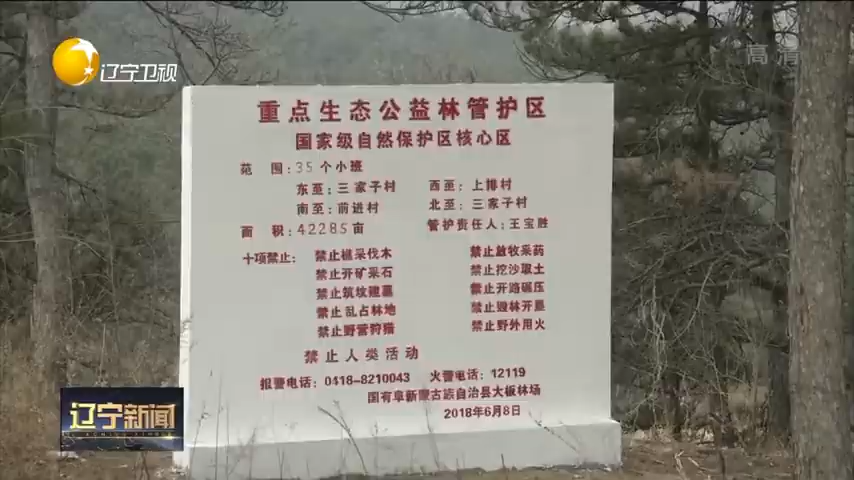 辽宁卫视
高清
重点生态公益林管护区
国家级自然保护区核心区
范 围：35个小班
东至：三家子村 西至：上排村
南至：前进村 北至：三家子村
面 积：42285亩 管护责任人：王宝胜
十项禁止： 禁止樵采伐木 禁止放牧采药
禁止开矿采石 禁止挖沙取土
禁止筑坟建墓 禁止开路碾压
禁止乱占林地 禁止毁林开垦
禁止野营狩猎 禁止野外用火
禁止人类活动
报警电话：0418-8210043 火警电话：12119
国有阜新蒙古族自治县大板林场
2018年6月8日
辽宁新闻